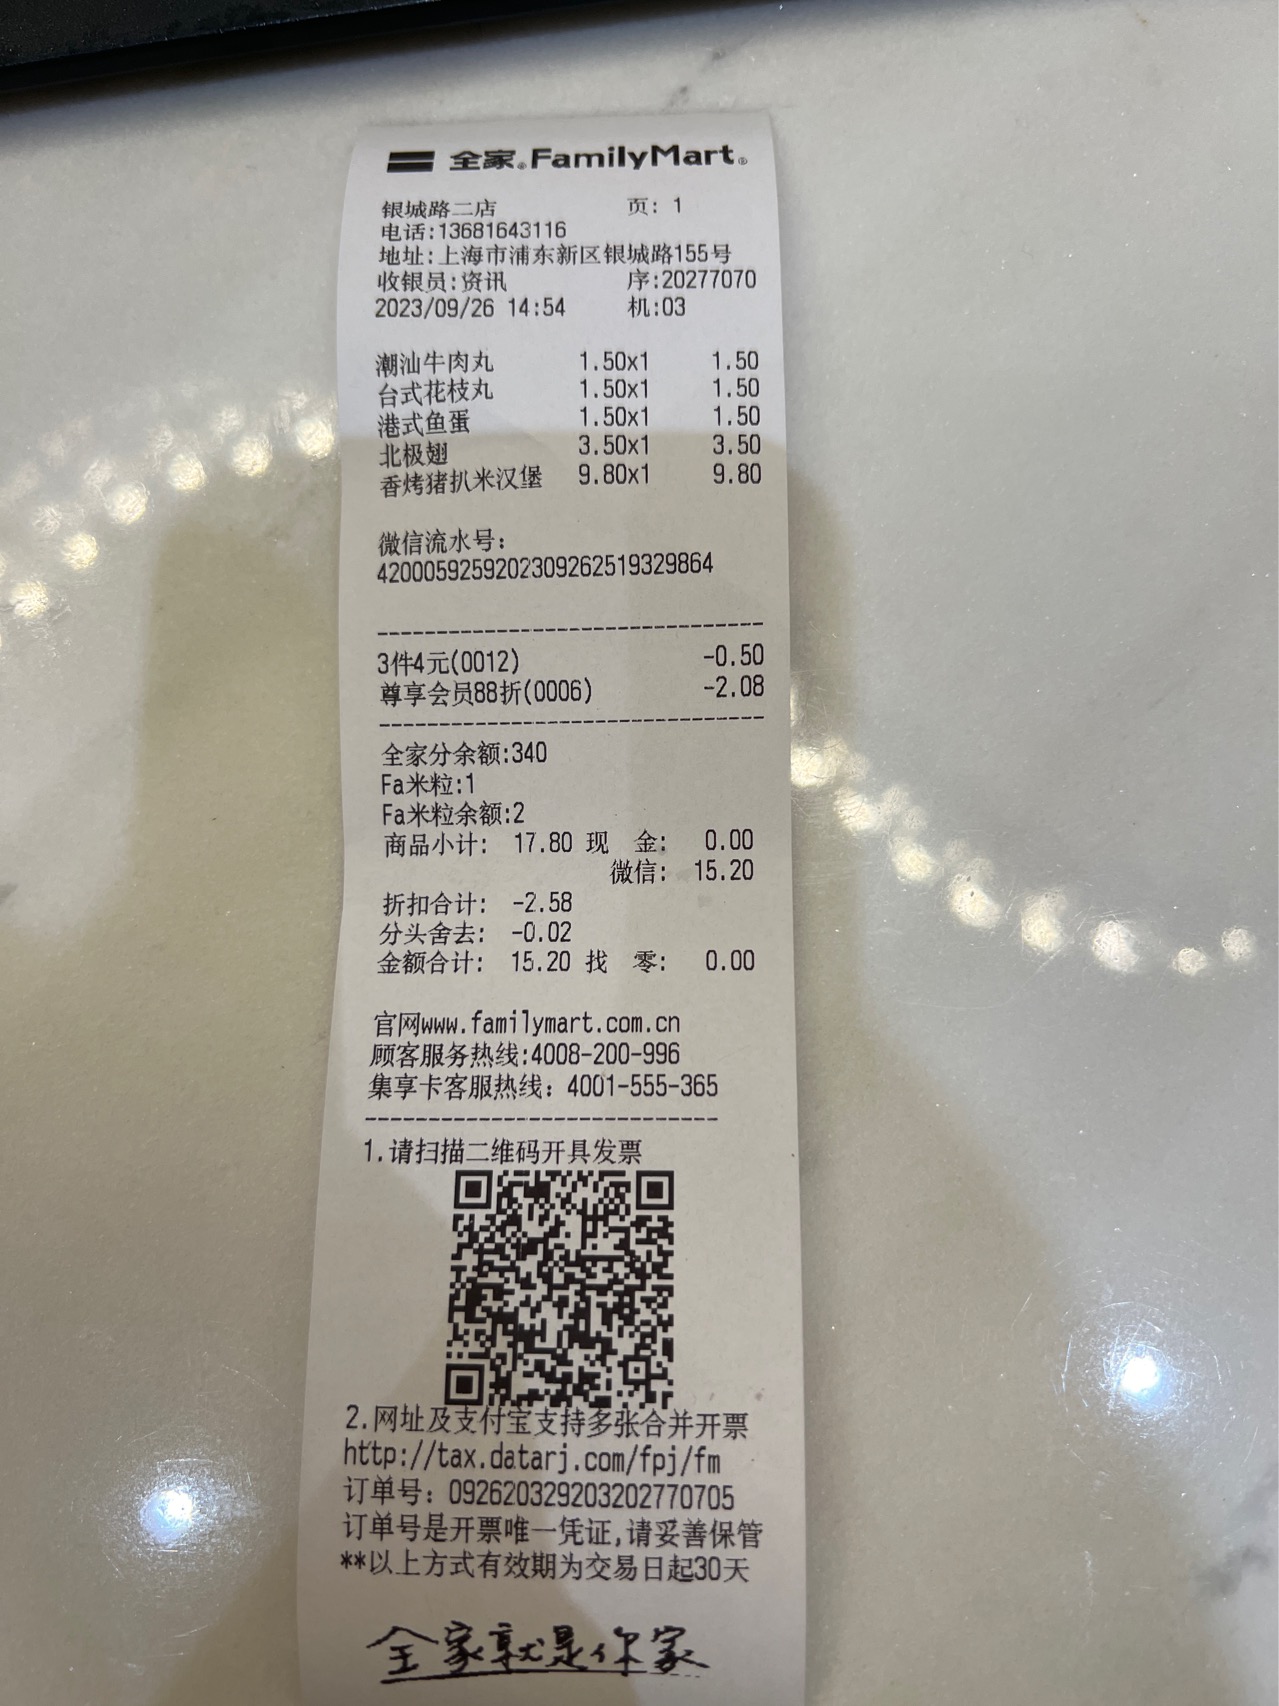 全家®FamilyMart®
银城路二店 页: 1
电话:13681643116
地址:上海市浦东新区银城路155号
收银员:资讯 序:20277070
2023/09/26 14:54 机:03
潮汕牛肉丸 1.50x1 1.50
台式花枝丸 1.50x1 1.50
港式鱼蛋 1.50x1 1.50
北极翅 3.50x1 3.50
香烤猪扒米汉堡 9.80x1 9.80
微信流水号:
4200059259202309262519329864
3件4元(0012) -0.50
尊享会员88折(0006) -2.08
全家分余额:340
Fa米粒:1
Fa米粒余额:2
商品小计: 17.80 现 金: 0.00
微信: 15.20
折扣合计: -2.58
分头舍去: -0.02
金额合计: 15.20 找 零: 0.00
官网www.familymart.com.cn
顾客服务热线:4008-200-996
集享卡客服热线: 4001-555-365
1.请扫描二维码开具发票
2.网址及支付宝支持多张合并开票
http://tax.datarj.com/fpj/fm
订单号: 092620329203202770705
订单号是开票唯一凭证,请妥善保管
**以上方式有效期为交易日起30天
全家就是你家